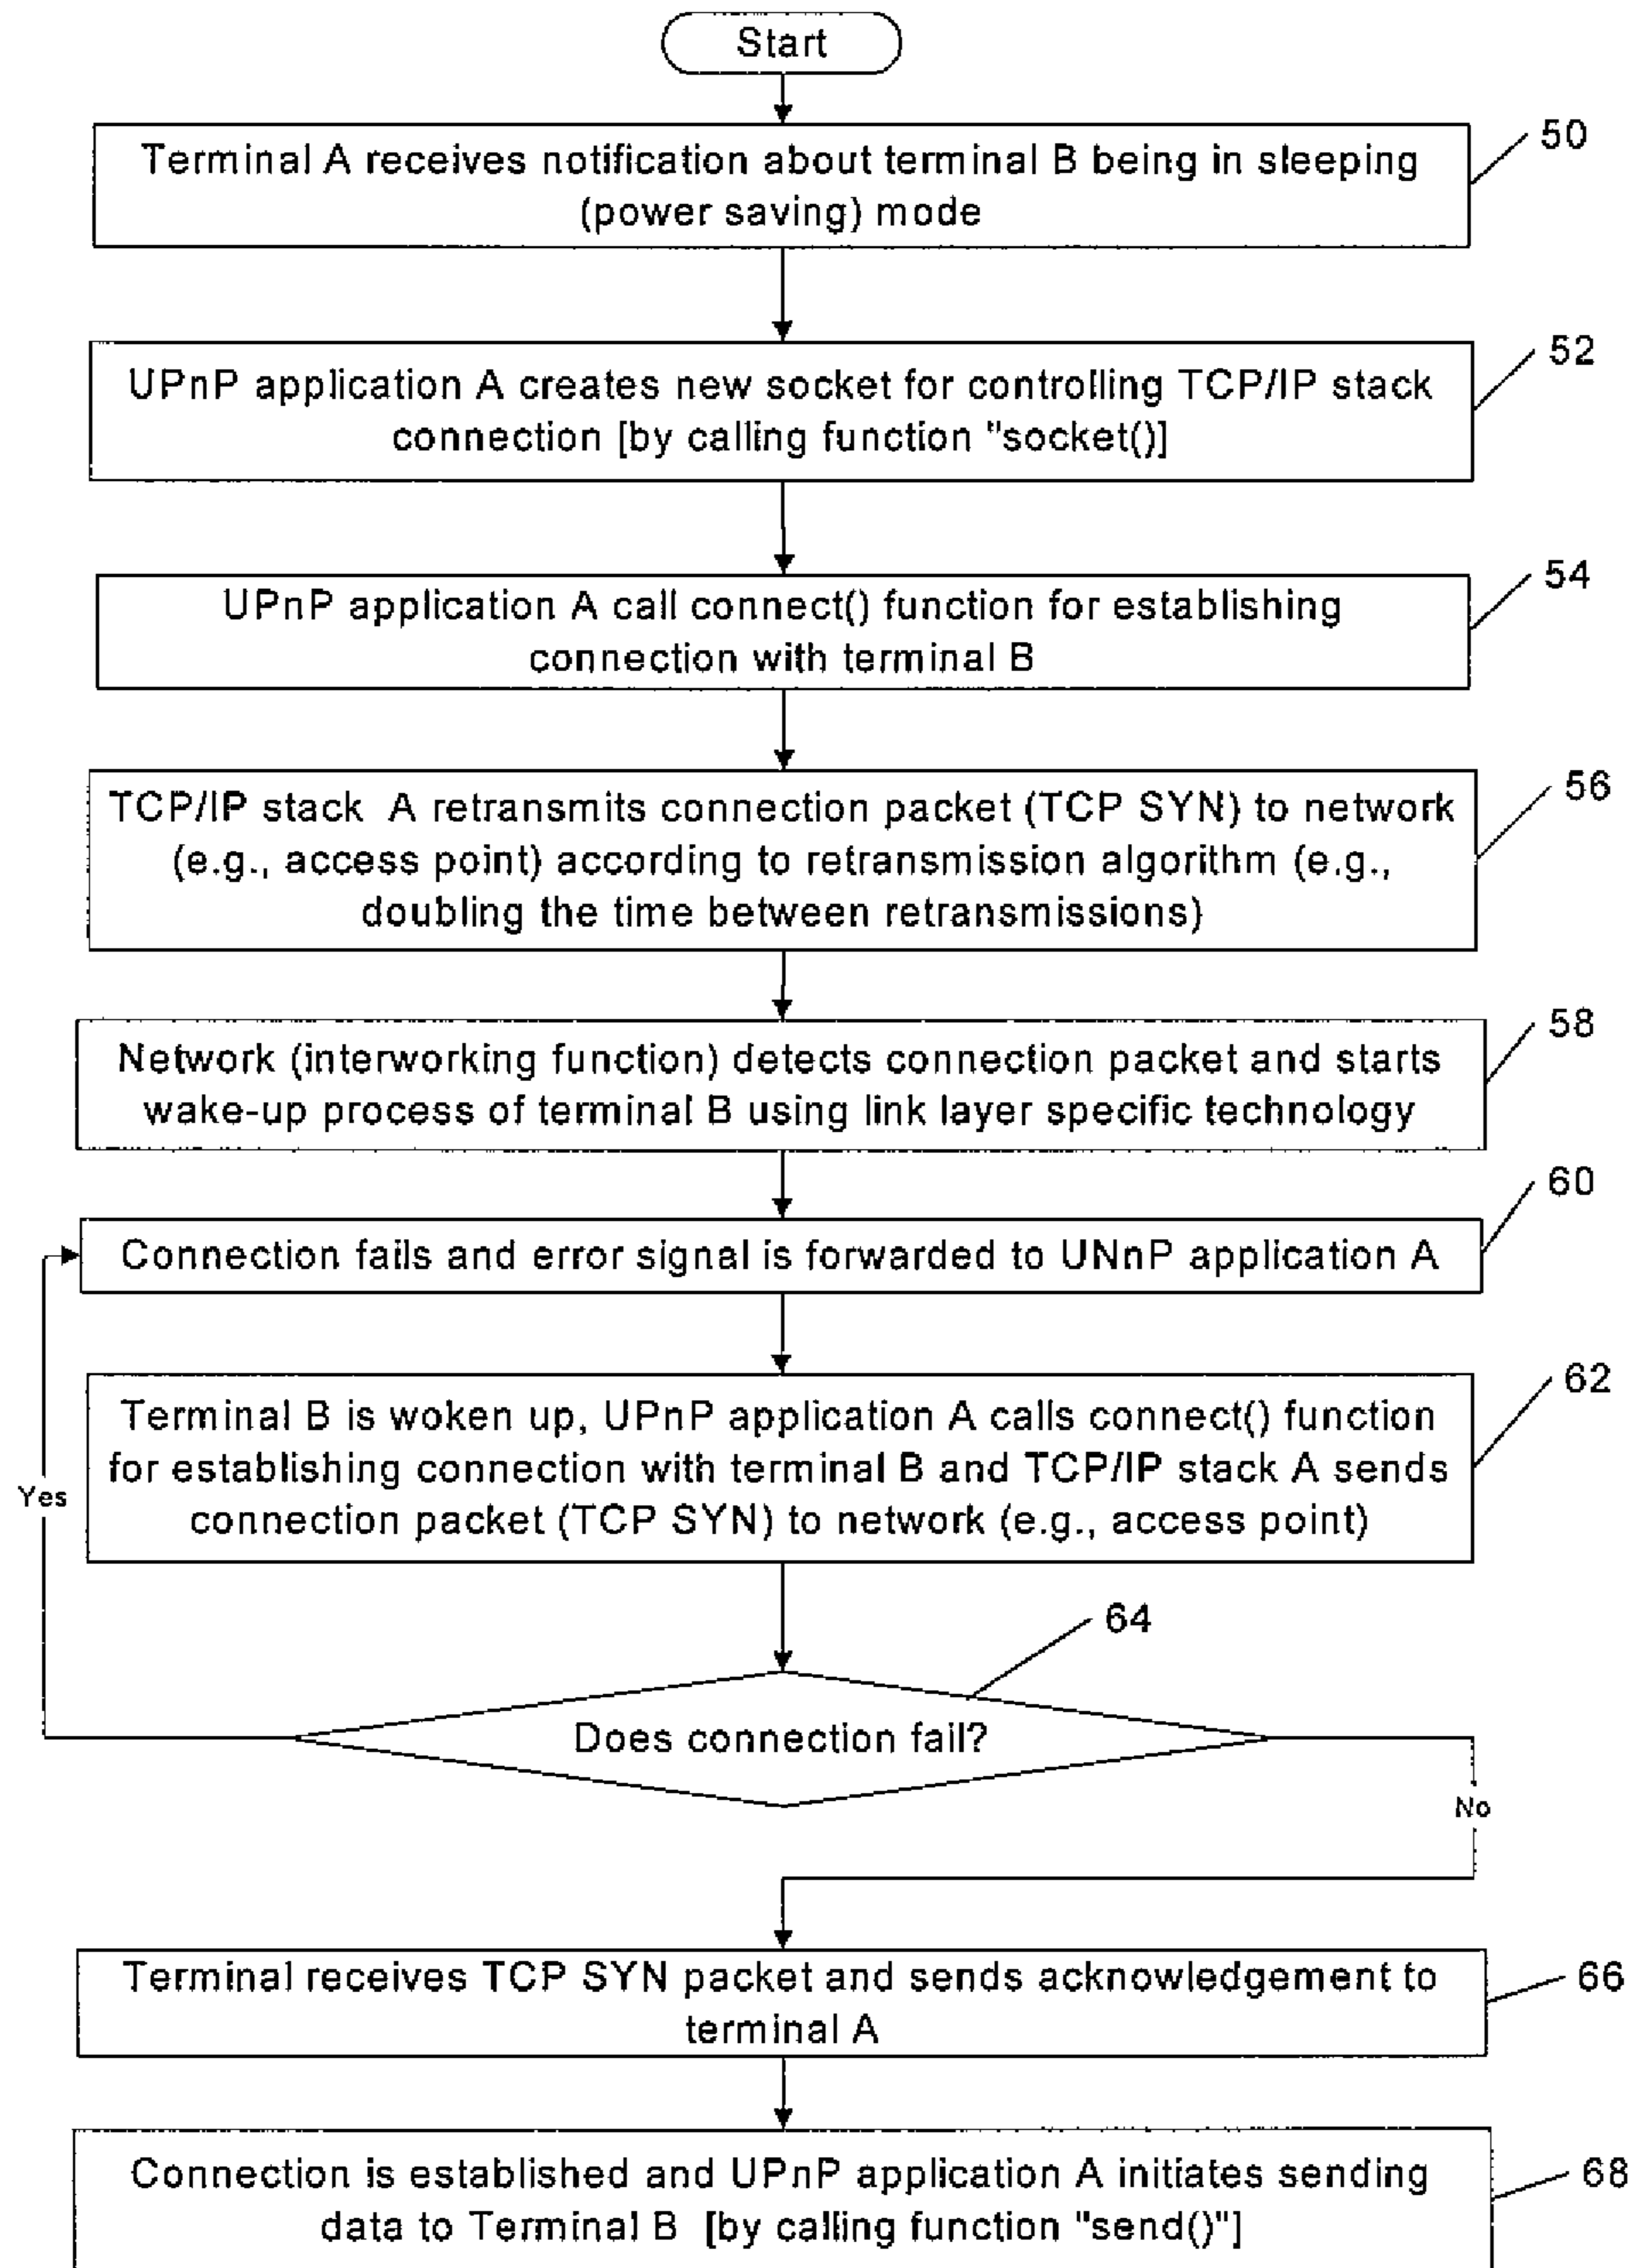 Start
50
Terminal A receives notification about terminal B being in sleeping
(power saving) mode
52
UPnP application A creates new socket for controlling TCP/IP stack
connection [by calling function "socket()]
54
UPnP application A call connect() function for establishing
connection with terminal B
56
TCP/IP stack A retransmits connection packet (TCP SYN) to network
(e.g., access point) according to retransmission algorithm (e.g.,
doubling the time between retransmissions)
58
Network (interworking function) detects connection packet and starts
wake-up process of terminal B using link layer specific technology
60
Connection fails and error signal is forwarded to UNnP application A
62
Terminal B is woken up, UPnP application A calls connect() function
for establishing connection with terminal B and TCP/IP stack A sends
connection packet (TCP SYN) to network (e.g., access point)
Yes
64
Does connection fail?
No
66
Terminal receives TCP SYN packet and sends acknowledgement to
terminal A
68
Connection is established and UPnP application A initiates sending
data to Terminal B [by calling function "send()"]